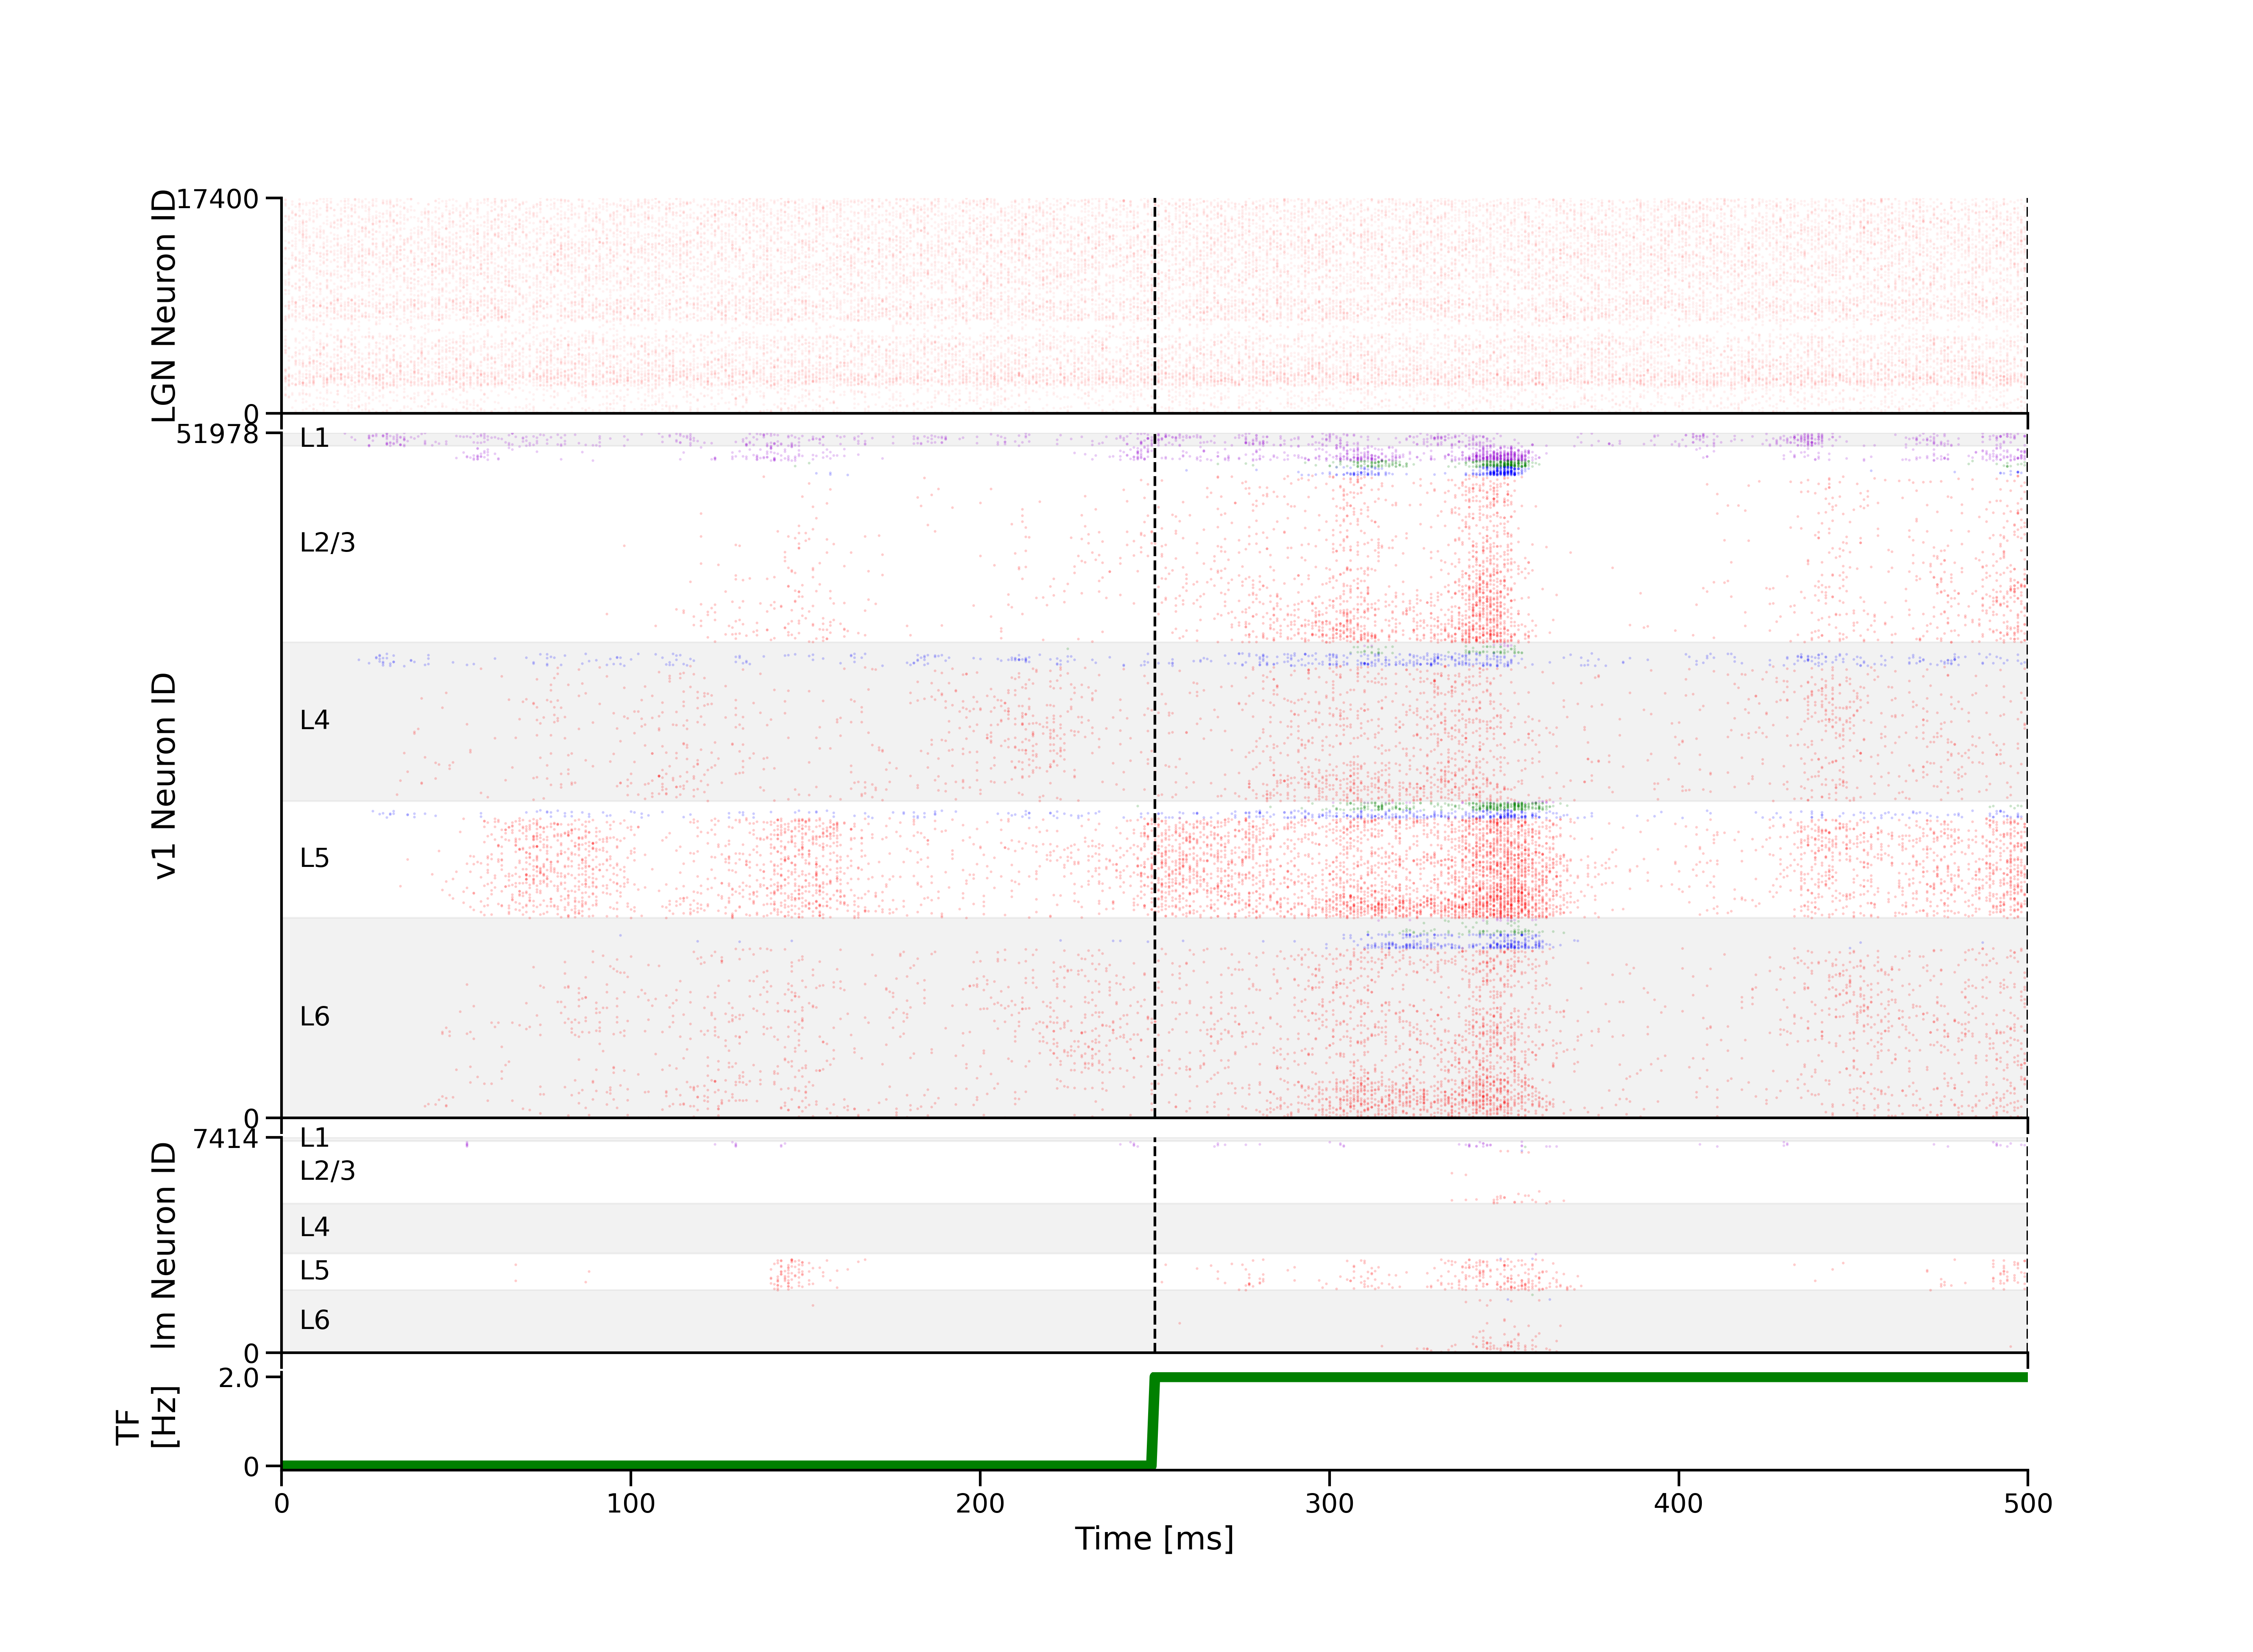 LGN Neuron ID
17400
0
v1 Neuron ID
51978
L1
L2/3
L4
L5
L6
0
lm Neuron ID
7414
L1
L2/3
L4
L5
L6
0
TF
[Hz]
2.0
0
0 100 200 300 400 500
Time [ms]